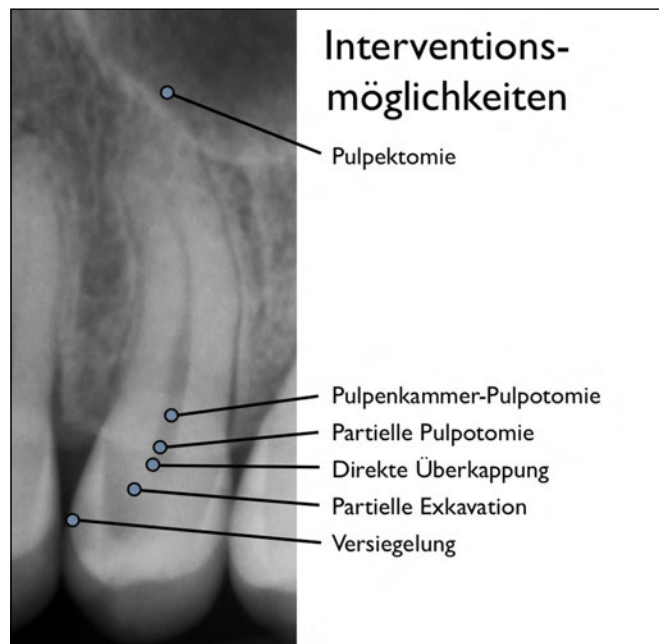 Interventions-
möglichkeiten
Pulpektomie
Pulpenkammer-Pulpotomie
Partielle Pulpotomie
Direkte Überkappung
Partielle Exkavation
Versiegelung